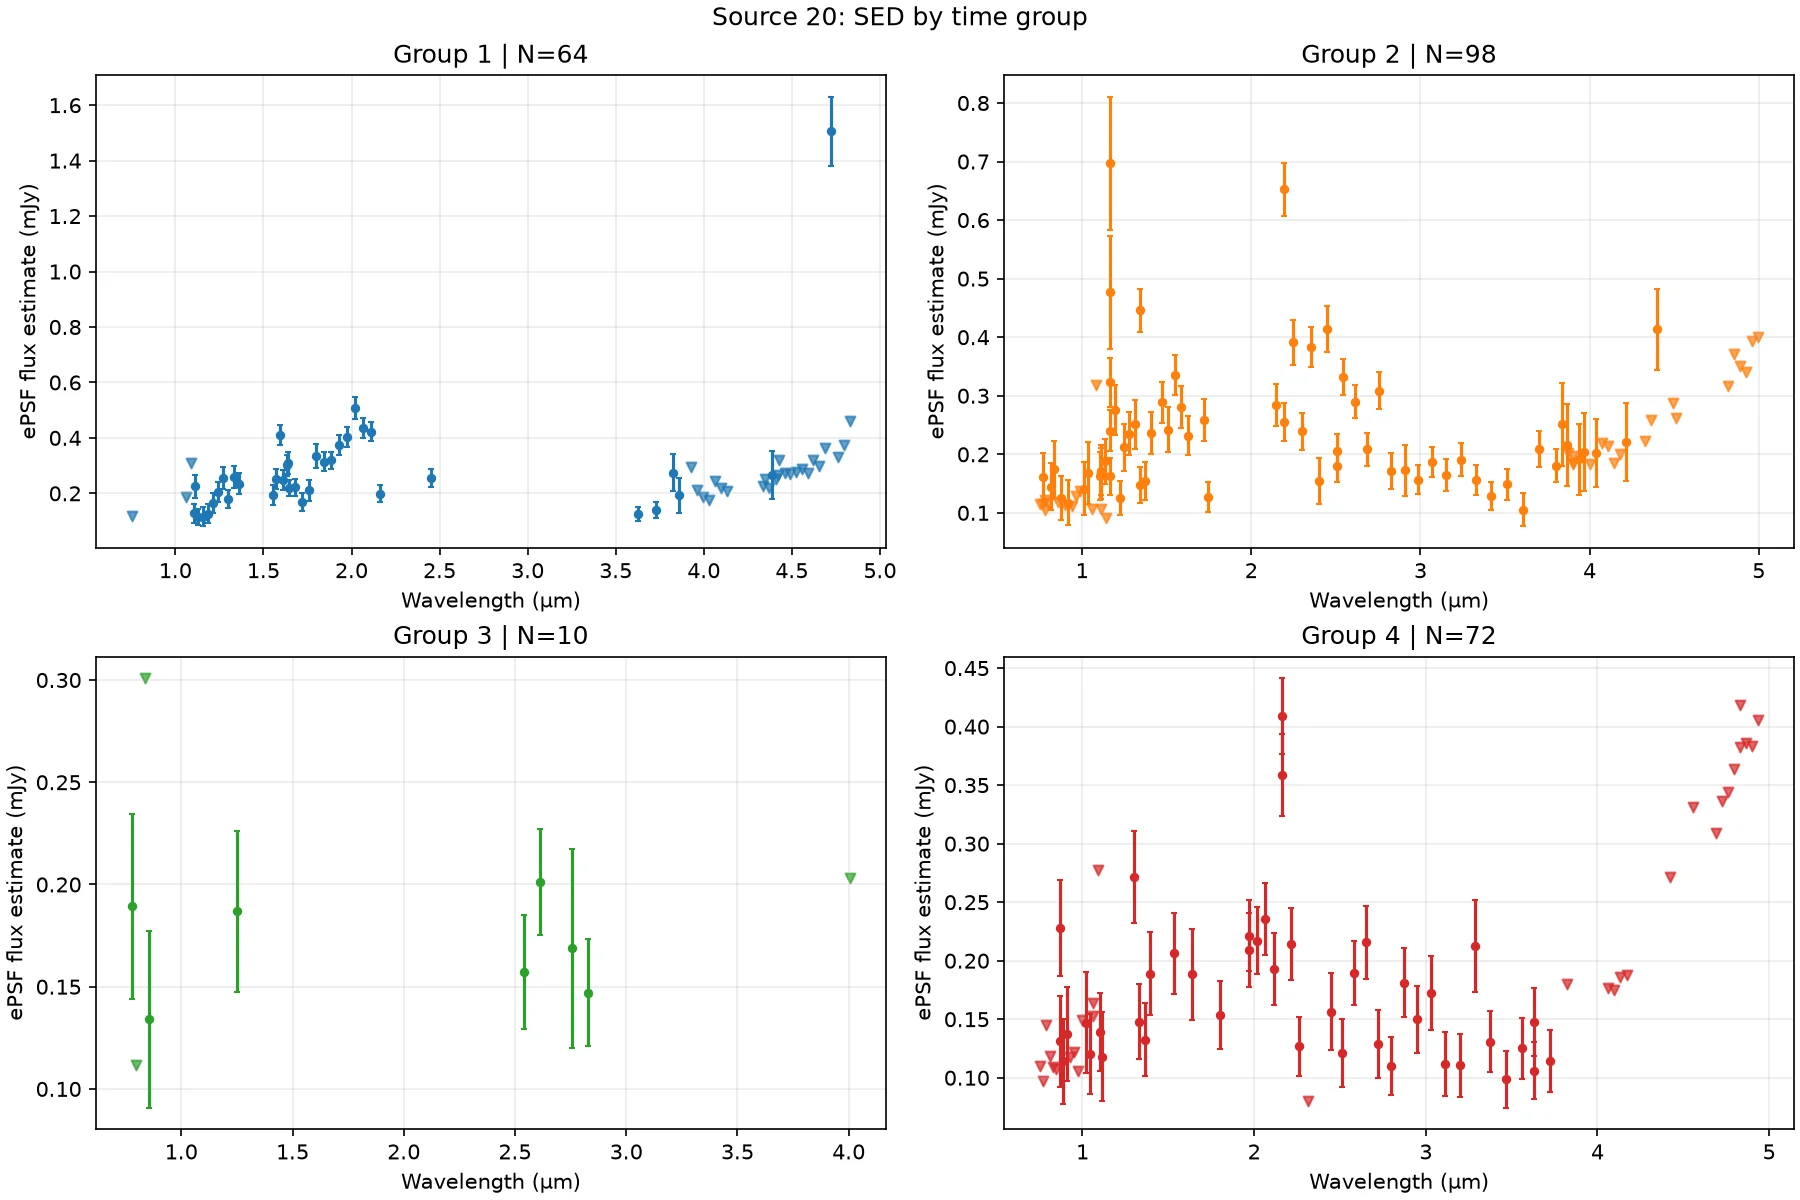 Source 20: SED by time group
Group 1 | N=64
ePSF flux estimate (mJy)
1.6
1.4
1.2
1.0
0.8
0.6
0.4
0.2
1.0 1.5 2.0 2.5 3.0 3.5 4.0 4.5 5.0
Wavelength (µm)
Group 2 | N=98
ePSF flux estimate (mJy)
0.8
0.7
0.6
0.5
0.4
0.3
0.2
0.1
1 2 3 4 5
Wavelength (µm)
Group 3 | N=10
ePSF flux estimate (mJy)
0.30
0.25
0.20
0.15
0.10
1.0 1.5 2.0 2.5 3.0 3.5 4.0
Wavelength (µm)
Group 4 | N=72
ePSF flux estimate (mJy)
0.45
0.40
0.35
0.30
0.25
0.20
0.15
0.10
1 2 3 4 5
Wavelength (µm)